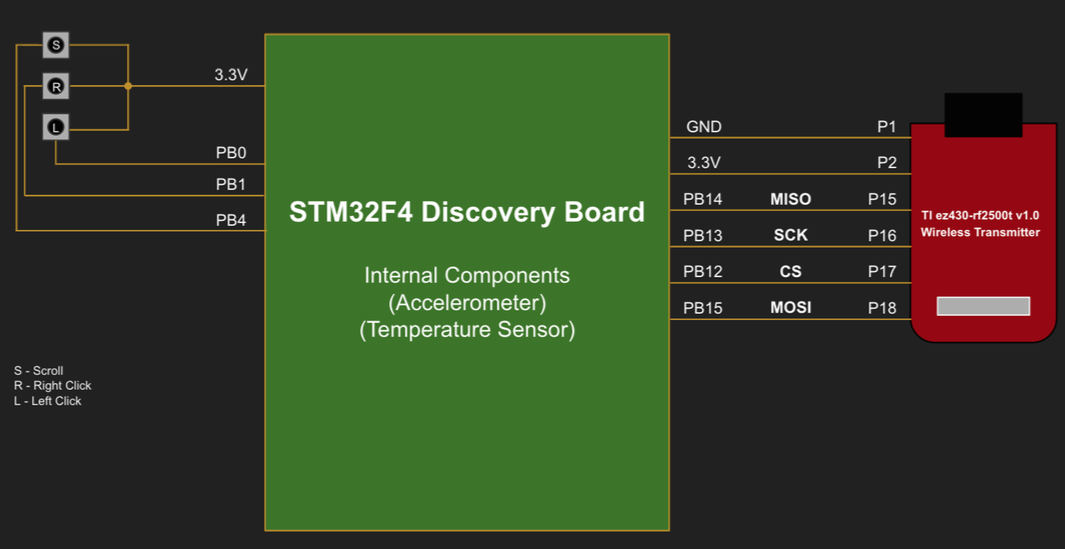 S
R
L
3.3V
PB0
PB1
PB4
S - Scroll
R - Right Click
L - Left Click
STM32F4 Discovery Board
Internal Components
(Accelerometer)
(Temperature Sensor)
GND P1
3.3V P2
PB14 MISO P15
PB13 SCK P16
PB12 CS P17
PB15 MOSI P18
TI ez430-rf2500t v1.0
Wireless Transmitter